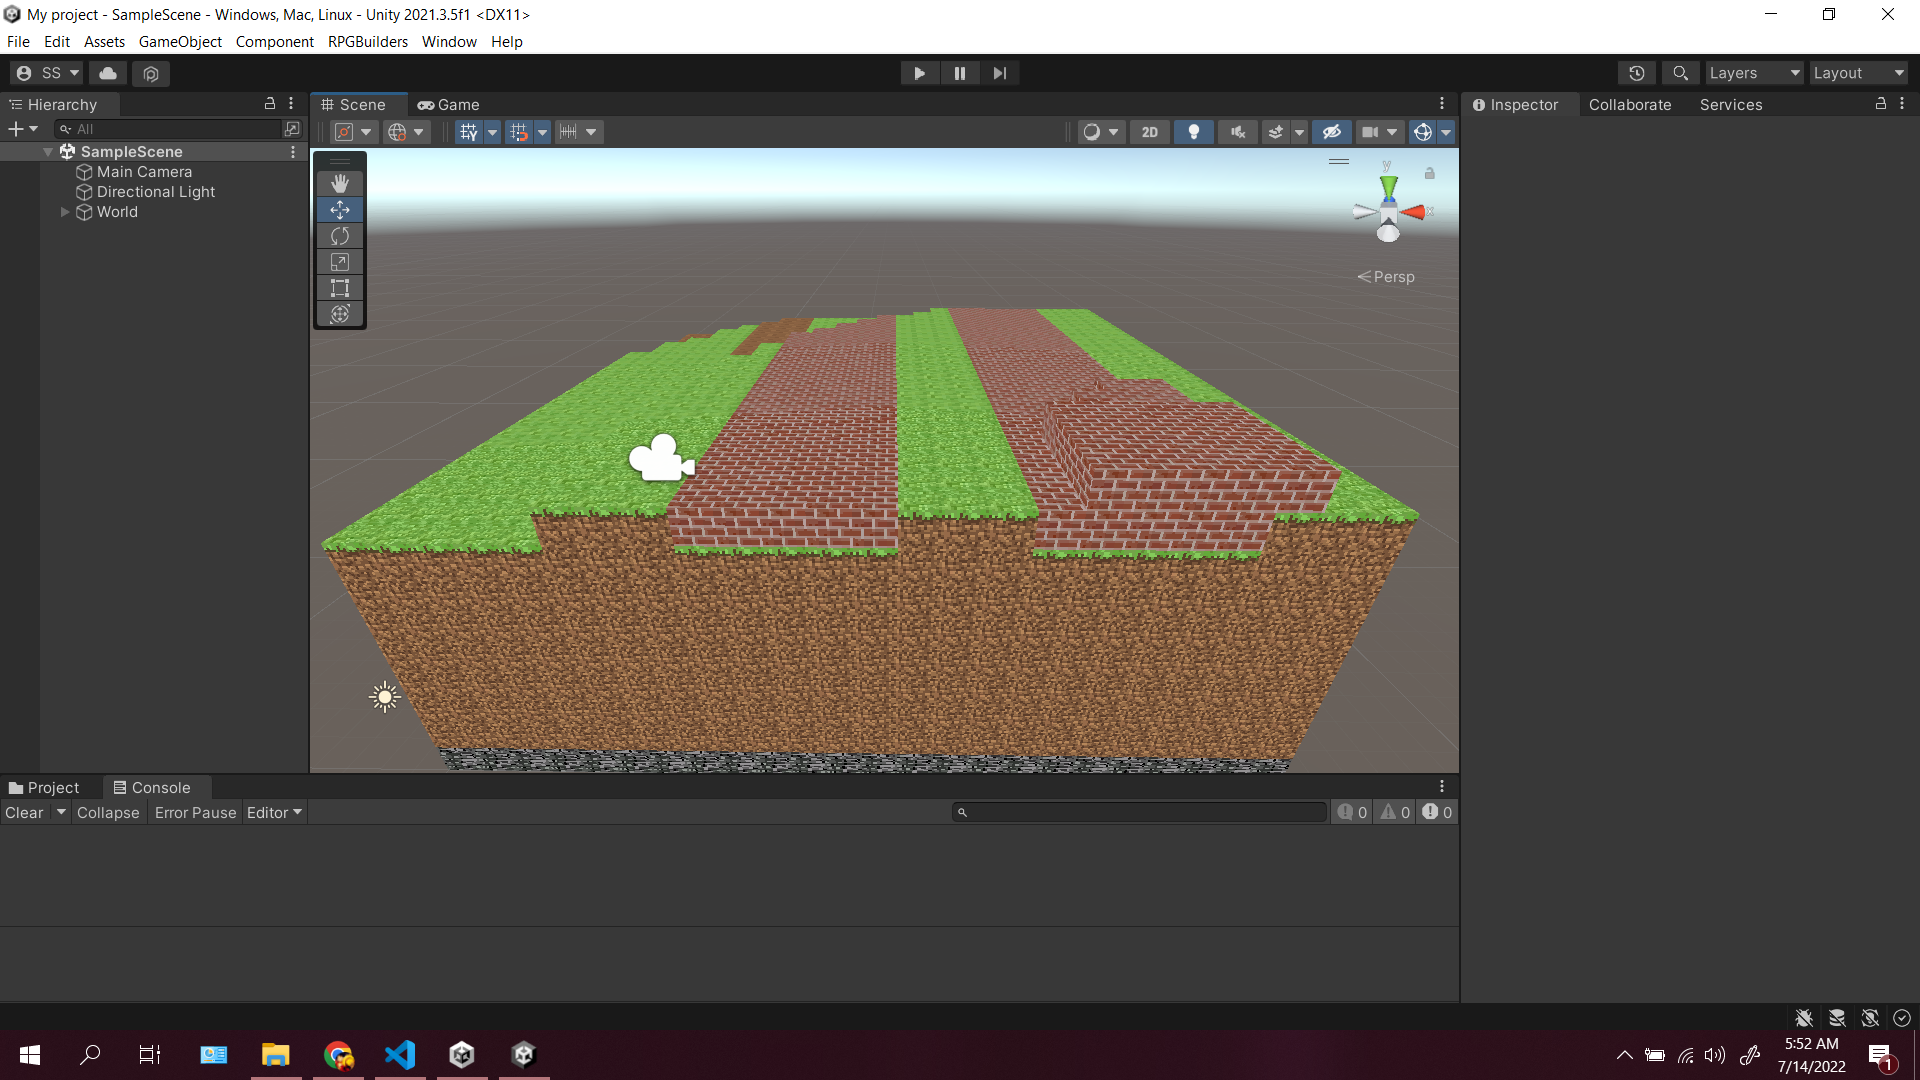 My project - SampleScene - Windows, Mac, Linux - Unity 2021.3.5f1 <DX11>
File Edit Assets GameObject Component RPGBuilders Window Help
SS Layers Layout
Hierarchy Scene Game Inspector Collaborate Services
All 2D
SampleScene
Main Camera
Directional Light
World
y
x
Persp
Project Console
Clear Collapse Error Pause Editor 0 0 0
5:52 AM
7/14/2022
1